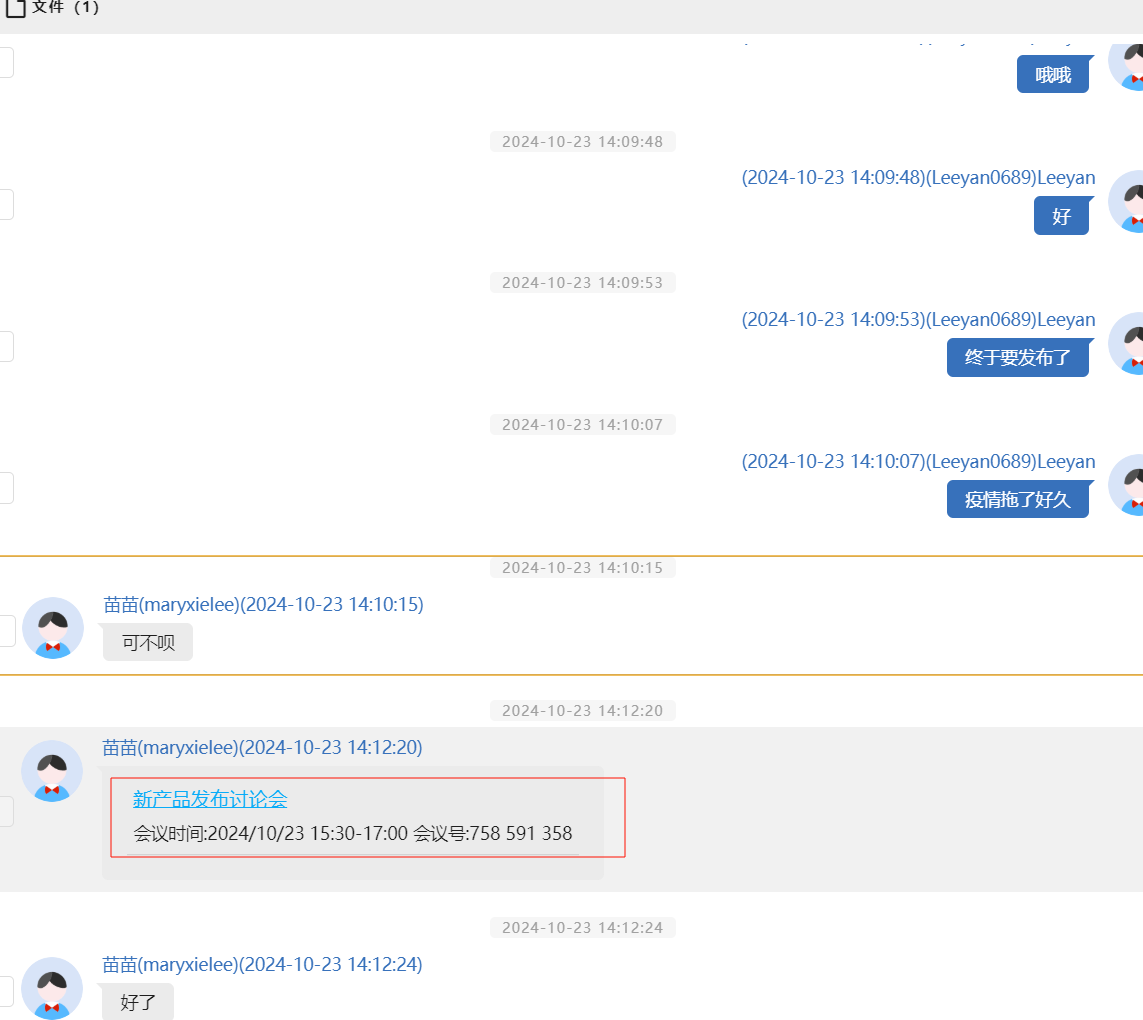 文件（1）
哦哦
2024-10-23 14:09:48
(2024-10-23 14:09:48)(Leeyan0689)Leeyan
好
2024-10-23 14:09:53
(2024-10-23 14:09:53)(Leeyan0689)Leeyan
终于要发布了
2024-10-23 14:10:07
(2024-10-23 14:10:07)(Leeyan0689)Leeyan
疫情拖了好久
2024-10-23 14:10:15
苗苗(maryxielee)(2024-10-23 14:10:15)
可不呗
2024-10-23 14:12:20
苗苗(maryxielee)(2024-10-23 14:12:20)
新产品发布讨论会
会议时间:2024/10/23 15:30-17:00 会议号:758 591 358
2024-10-23 14:12:24
苗苗(maryxielee)(2024-10-23 14:12:24)
好了